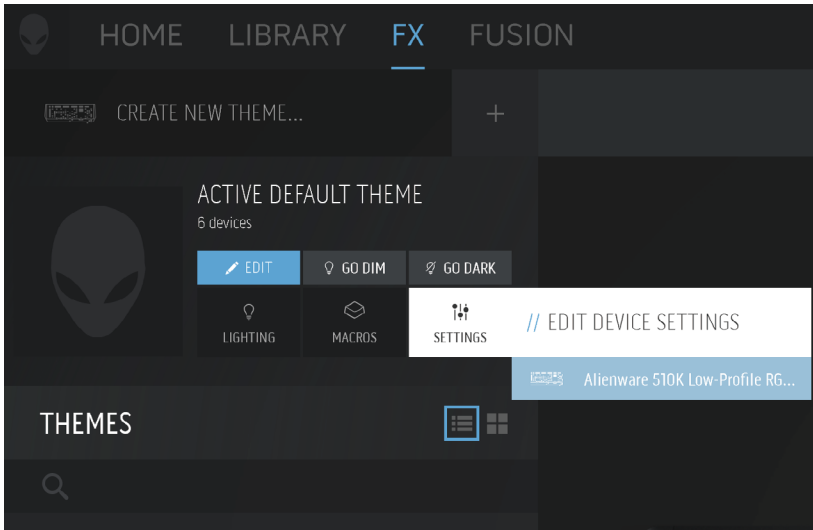 HOME LIBRARY FX FUSION
CREATE NEW THEME... +
ACTIVE DEFAULT THEME
6 devices
EDIT GO DIM GO DARK
LIGHTING MACROS SETTINGS
// EDIT DEVICE SETTINGS
Alienware 510K Low-Profile RG...
THEMES